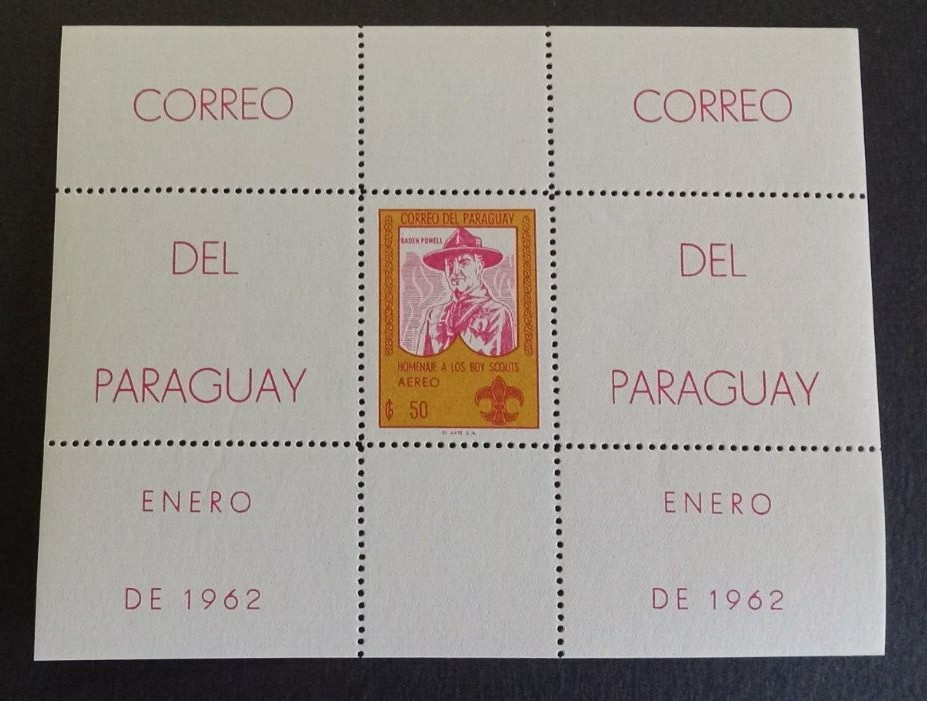 CORREO
CORREO
DEL
PARAGUAY
CORREO DEL PARAGUAY
BADEN POWELL
HOMENAJE A LOS BOY SCOUTS
AEREO
₲ 50
DEL
PARAGUAY
ENERO
DE 1962
ENERO
DE 1962